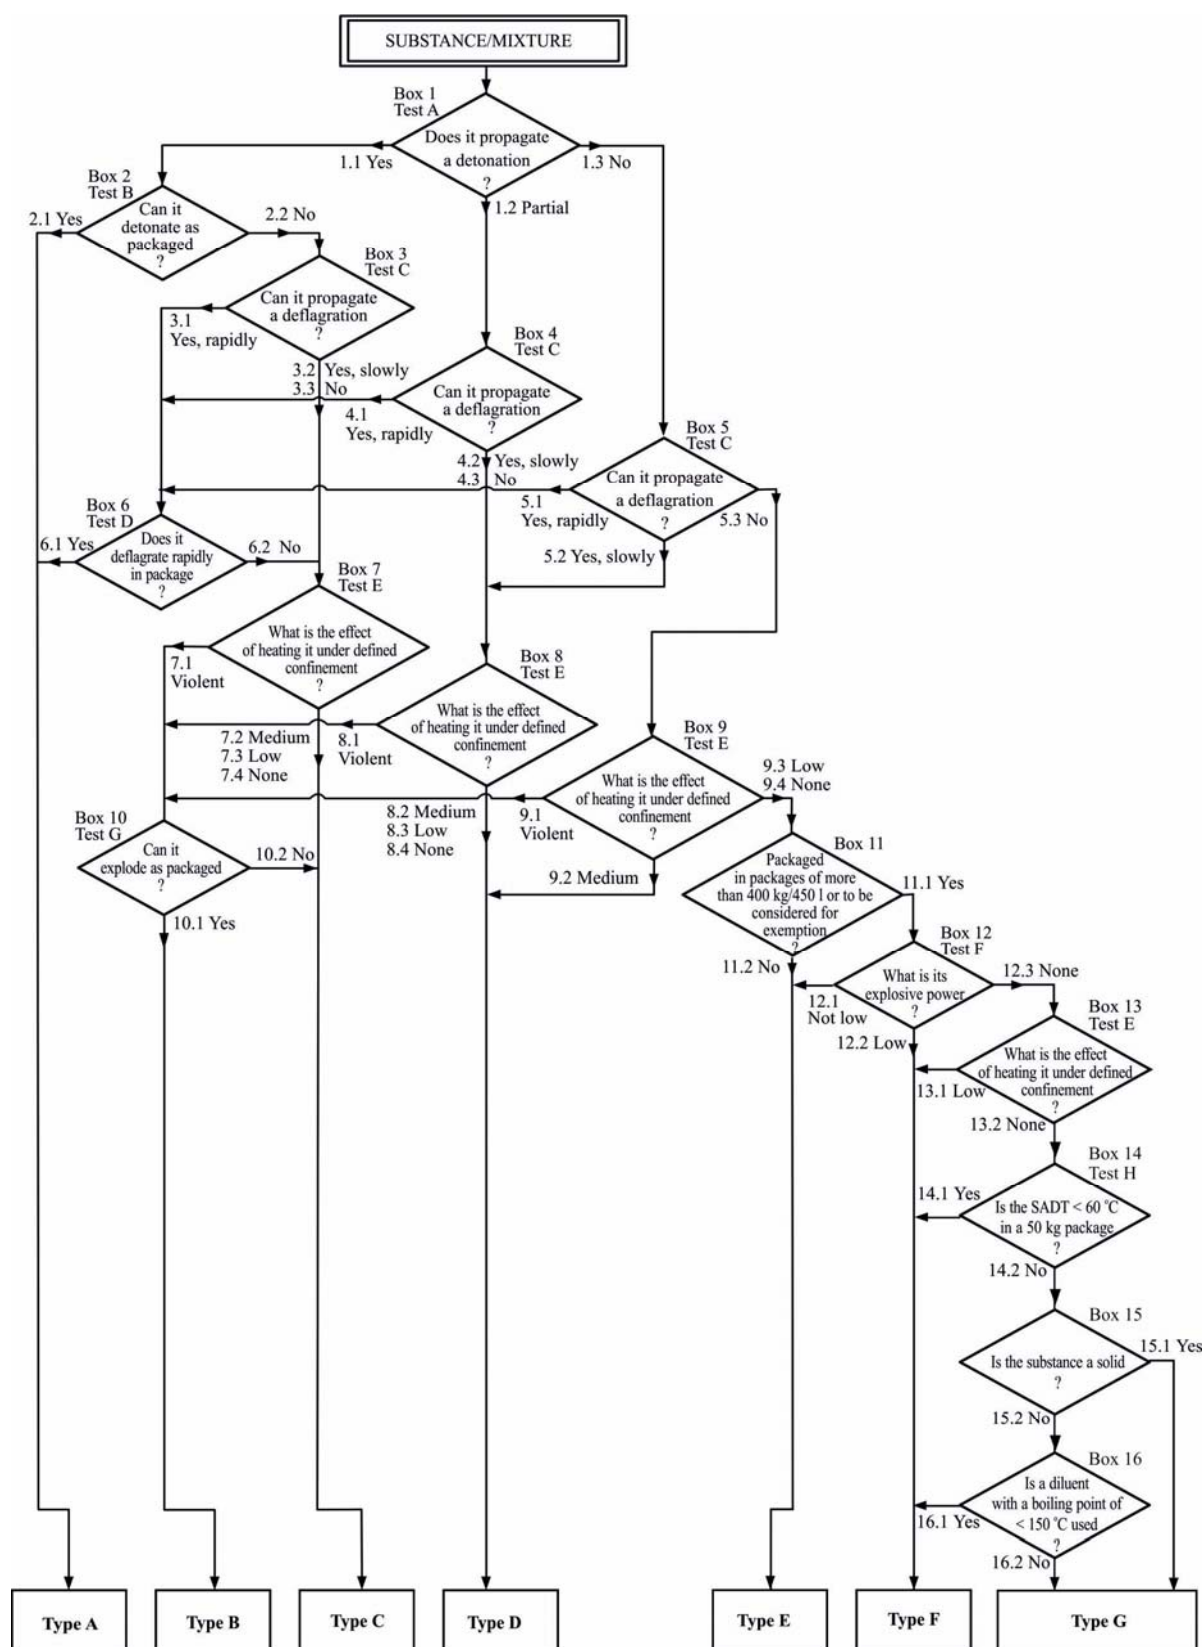 SUBSTANCE/MIXTURE
Box 1
Test A
Does it propagate
a detonation
?
1.1 Yes
1.3 No
1.2 Partial
Box 2
Test B
Can it
detonate as
packaged
?
2.1 Yes
2.2 No
Box 3
Test C
Can it propagate
a deflagration
?
3.1
Yes, rapidly
3.2 Yes, slowly
3.3 No
Box 4
Test C
Can it propagate
a deflagration
?
4.1
Yes, rapidly
4.2 Yes, slowly
4.3 No
Box 5
Test C
Can it propagate
a deflagration
?
5.1
Yes, rapidly
5.3 No
5.2 Yes, slowly
Box 6
Test D
Does it
deflagrate rapidly
in package
?
6.1 Yes
6.2 No
Box 7
Test E
What is the effect
of heating it under defined
confinement
?
7.1
Violent
7.2 Medium
7.3 Low
7.4 None
Box 8
Test E
What is the effect
of heating it under defined
confinement
?
8.1
Violent
8.2 Medium
8.3 Low
8.4 None
Box 9
Test E
What is the effect
of heating it under defined
confinement
?
9.1
Violent
9.3 Low
9.4 None
9.2 Medium
Box 10
Test G
Can it
explode as packaged
?
10.2 No
10.1 Yes
Box 11
Packaged
in packages of more
than 400 kg/450 l or to be
considered for
exemption
?
11.1 Yes
11.2 No
Box 12
Test F
What is its
explosive power
?
12.1
Not low
12.3 None
12.2 Low
Box 13
Test E
What is the effect
of heating it under defined
confinement
?
13.1 Low
13.2 None
Box 14
Test H
Is the SADT < 60 °C
in a 50 kg package
?
14.1 Yes
14.2 No
Box 15
Is the substance a solid
?
15.1 Yes
15.2 No
Box 16
Is a diluent
with a boiling point of
< 150 °C used
?
16.1 Yes
16.2 No
Type A
Type B
Type C
Type D
Type E
Type F
Type G